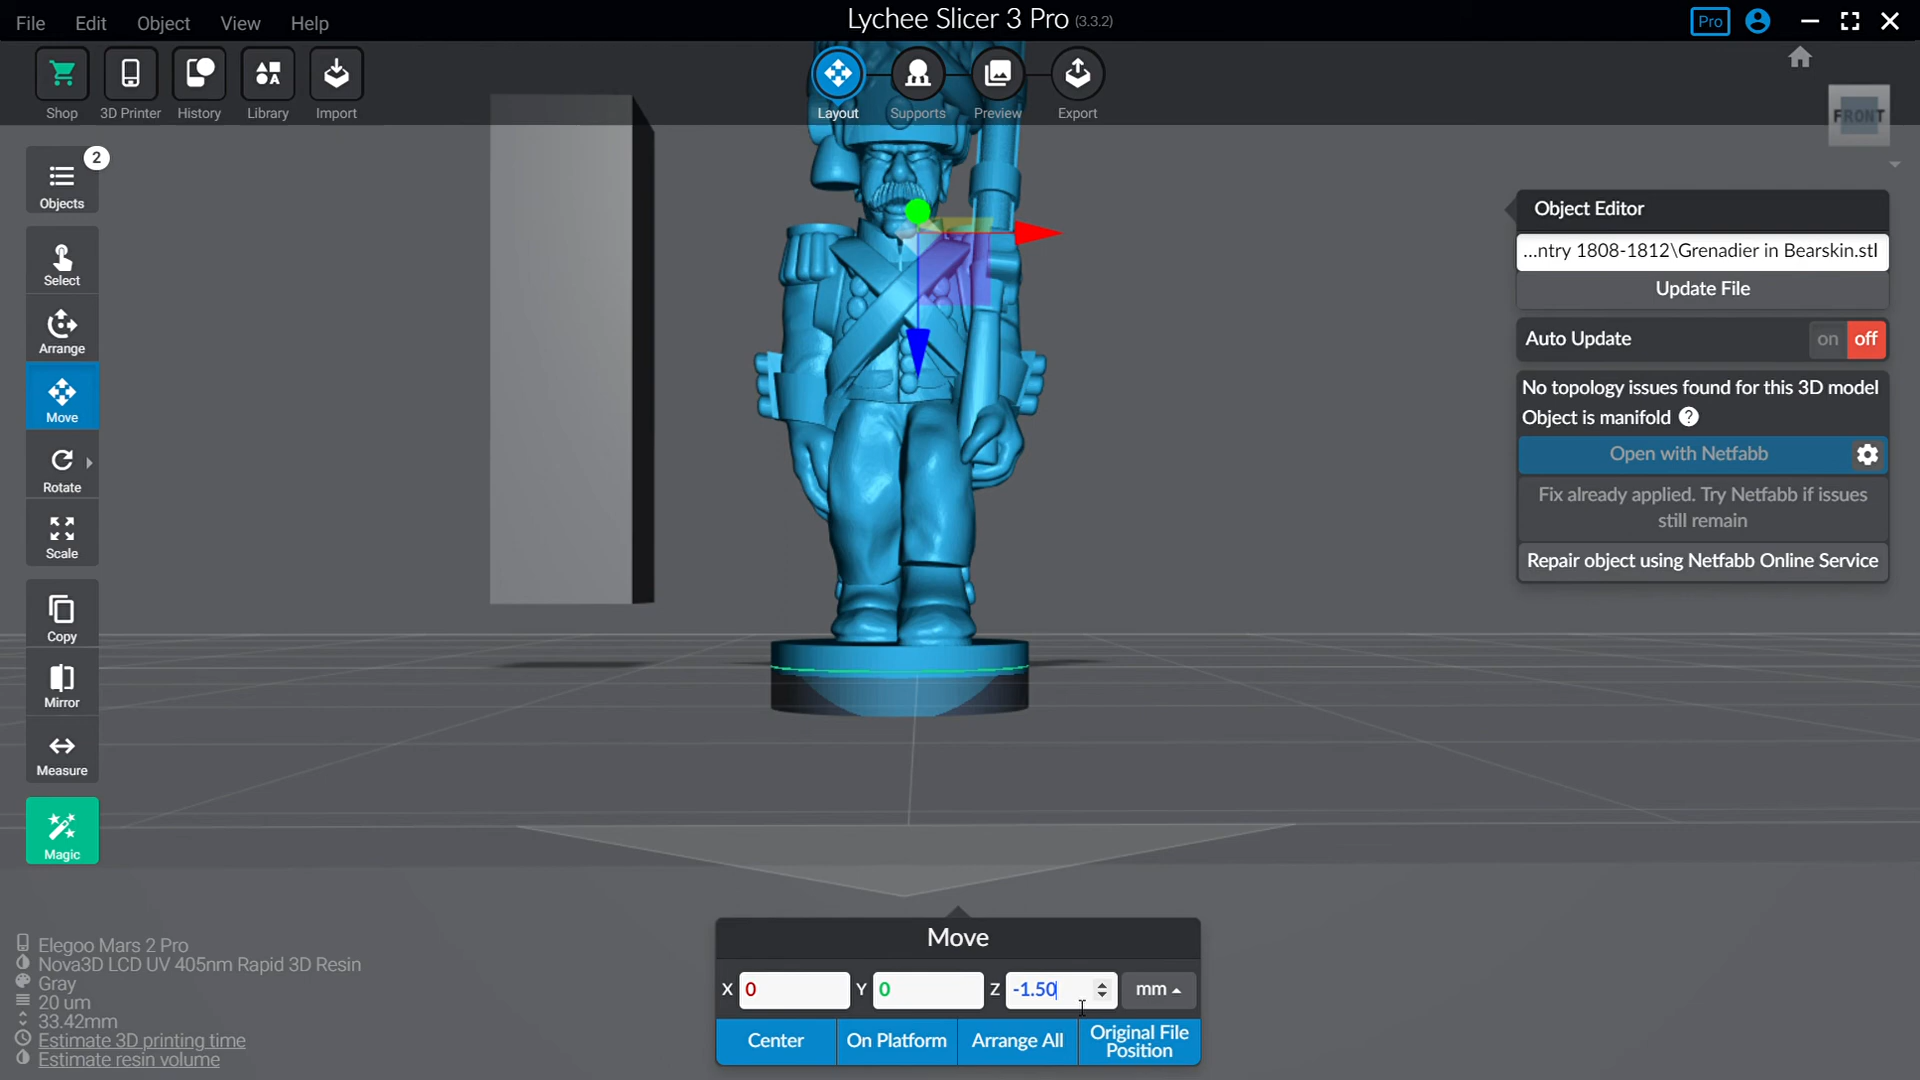 File Edit Object View Help
Lychee Slicer 3 Pro (3.3.2)
Pro
Shop 3D Printer History Library Import
Layout Supports Preview Export
FRONT
2
Objects
Select
Arrange
Move
Rotate
Scale
Copy
Mirror
Measure
Magic
Object Editor
...ntry 1808-1812\Grenadier in Bearskin.stl
Update File
Auto Update on off
No topology issues found for this 3D model
Object is manifold ?
Open with Netfabb
Fix already applied. Try Netfabb if issues
still remain
Repair object using Netfabb Online Service
Elegoo Mars 2 Pro
Nova3D LCD UV 405nm Rapid 3D Resin
Gray
20 um
33.42mm
Estimate 3D printing time
Estimate resin volume
Move
X 0 Y 0 Z -1.50 mm
Center On Platform Arrange All Original File
Position